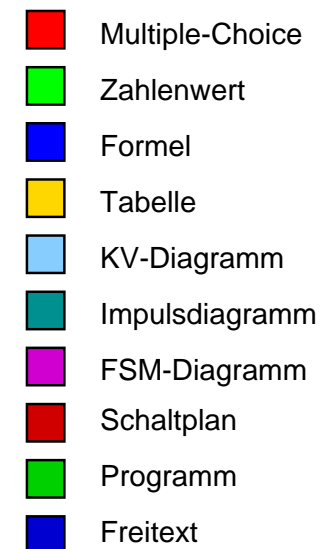 Multiple-Choice
Zahlenwert
Formel
Tabelle
KV-Diagramm
Impulsdiagramm
FSM-Diagramm
Schaltplan
Programm
Freitext